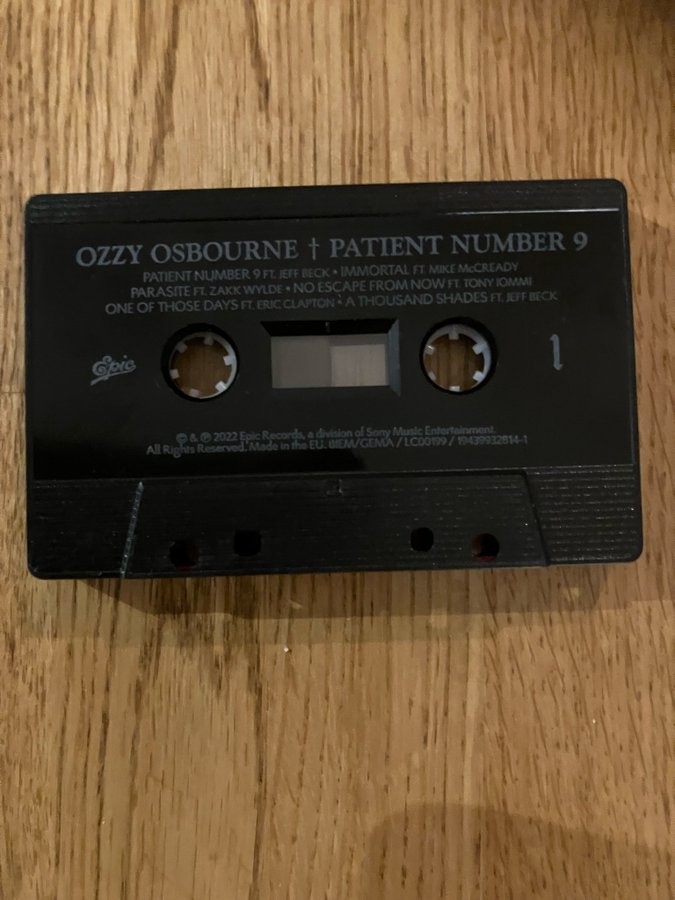 OZZY OSBOURNE † PATIENT NUMBER 9
PATIENT NUMBER 9 FT. JEFF BECK • IMMORTAL FT. MIKE McCREADY
PARASITE FT. ZAKK WYLDE • NO ESCAPE FROM NOW FT. TONY IOMMI
ONE OF THOSE DAYS FT. ERIC CLAPTON • A THOUSAND SHADES FT. JEFF BECK
Epic
1
© & ℗ 2022 Epic Records, a division of Sony Music Entertainment.
All Rights Reserved. Made in the EU. BIEM/GEMA / LC00199 / 19439932814-1